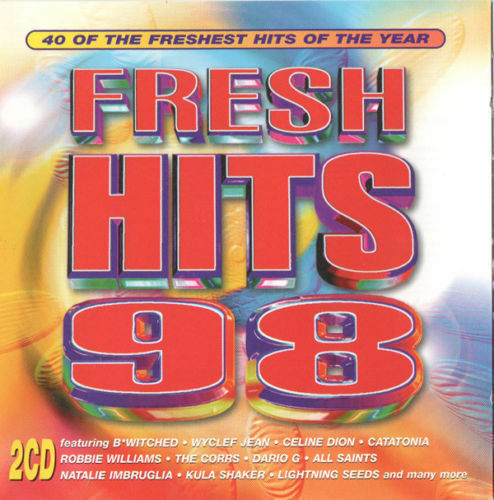 40 OF THE FRESHEST HITS OF THE YEAR
FRESH
HITS
98
2CD
featuring B*WITCHED • WYCLEF JEAN • CELINE DION • CATATONIA
ROBBIE WILLIAMS • THE CORRS • DARIO G • ALL SAINTS
NATALIE IMBRUGLIA • KULA SHAKER • LIGHTNING SEEDS and many more